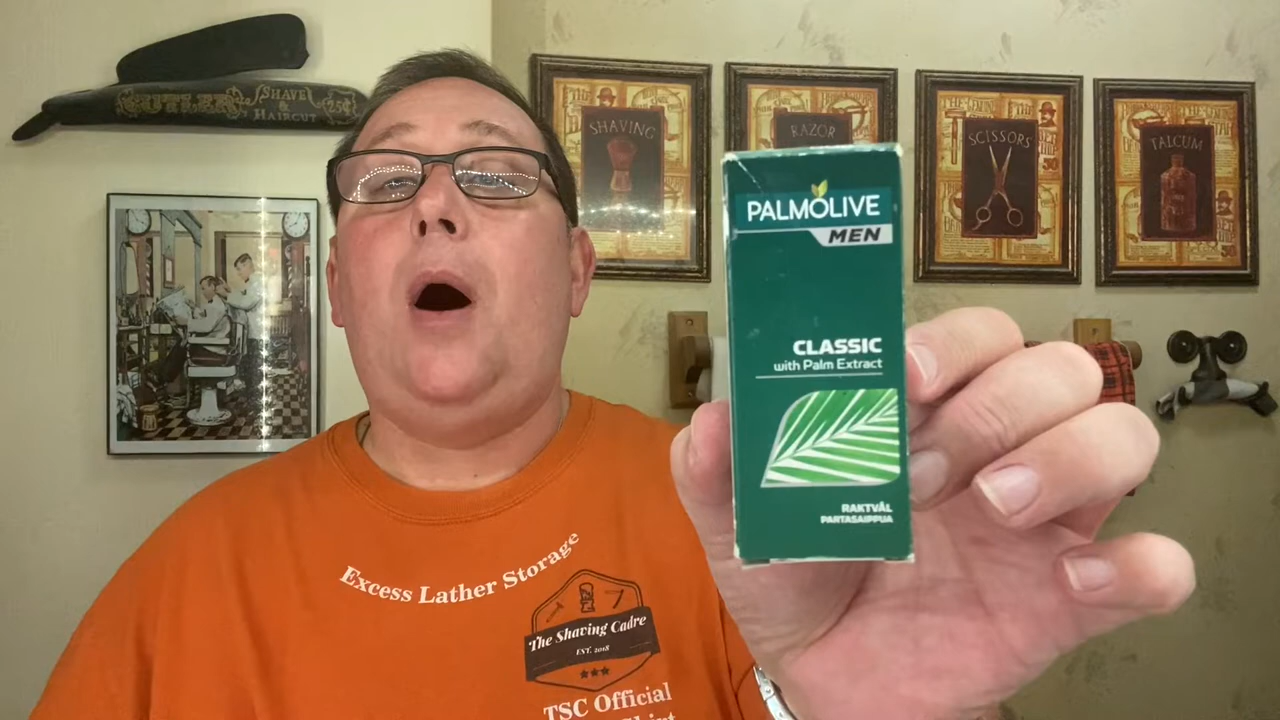 SHAVE
&
HAIRCUT 25¢
SHAVING
RAZOR
SCISSORS
TALCUM
PALMOLIVE
MEN
CLASSIC
with Palm Extract
RAKTVÅL
PARTASAIPPUA
Excess Lather Storage
The Shaving Cadre
EST. 2018
TSC Official